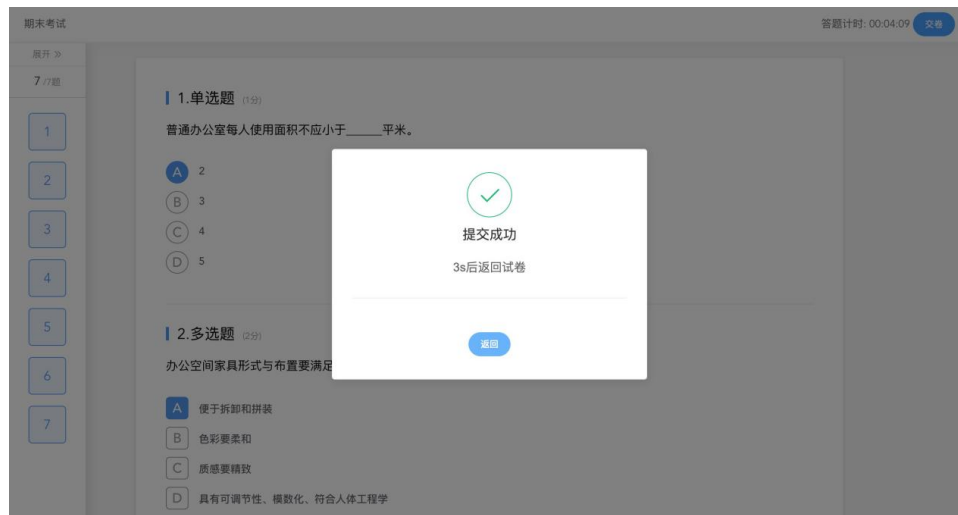 期末考试
答题计时: 00:04:09 交卷
展开 »
7 /7题
1
2
3
4
5
6
7
1.单选题 (1分)
普通办公室每人使用面积不应小于______平米。
A 2
B 3
C 4
D 5
2.多选题 (2分)
办公空间家具形式与布置要满足
A 便于拆卸和拼装
B 色彩要柔和
C 质感要精致
D 具有可调节性、模数化、符合人体工程学
提交成功
3s后返回试卷
返回